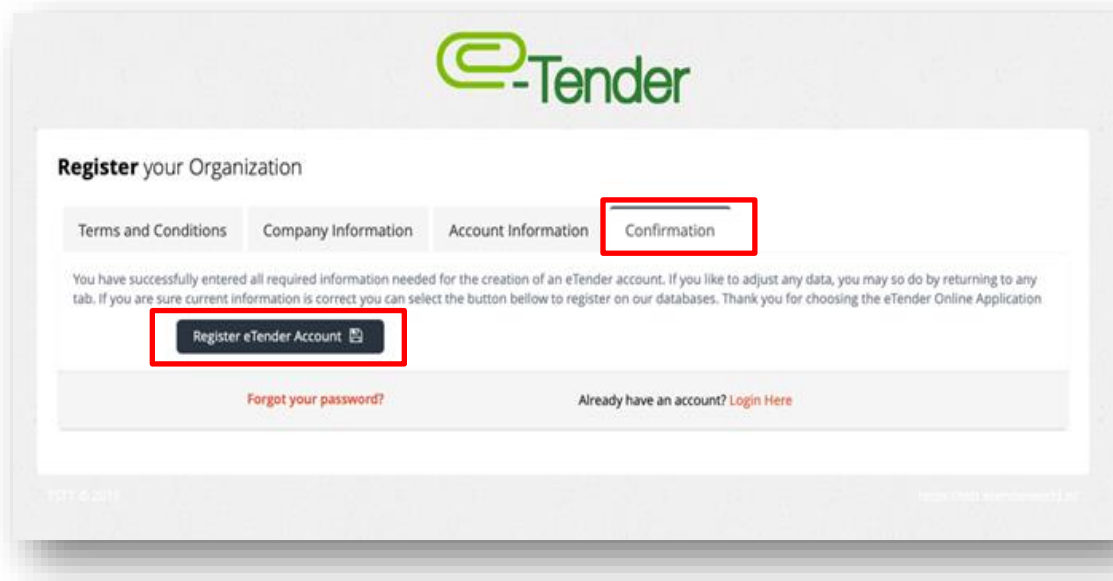 e-Tender
Register your Organization
Terms and Conditions Company Information Account Information Confirmation
You have successfully entered all required information needed for the creation of an eTender account. If you like to adjust any data, you may so do by returning to any
tab. If you are sure current information is correct you can select the button bellow to register on our databases. Thank you for choosing the eTender Online Application
Register eTender Account
Forgot your password? Already have an account? Login Here